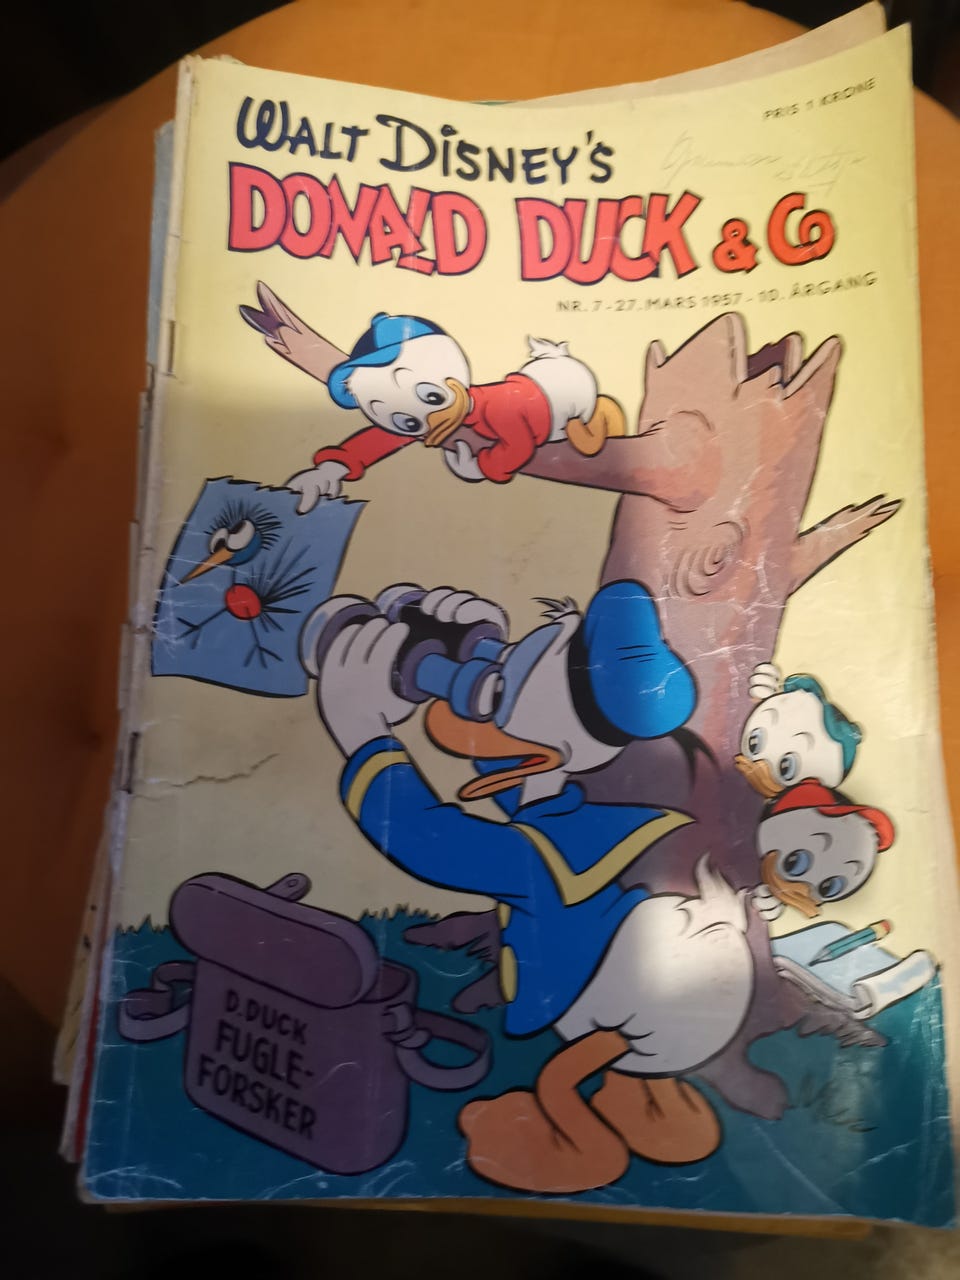 PRIS 1 KRONE
WALT DISNEY'S
DONALD DUCK & Co
NR. 7 - 27. MARS 1957 - 10. ÅRGANG
D. DUCK
FUGLE-
FORSKER